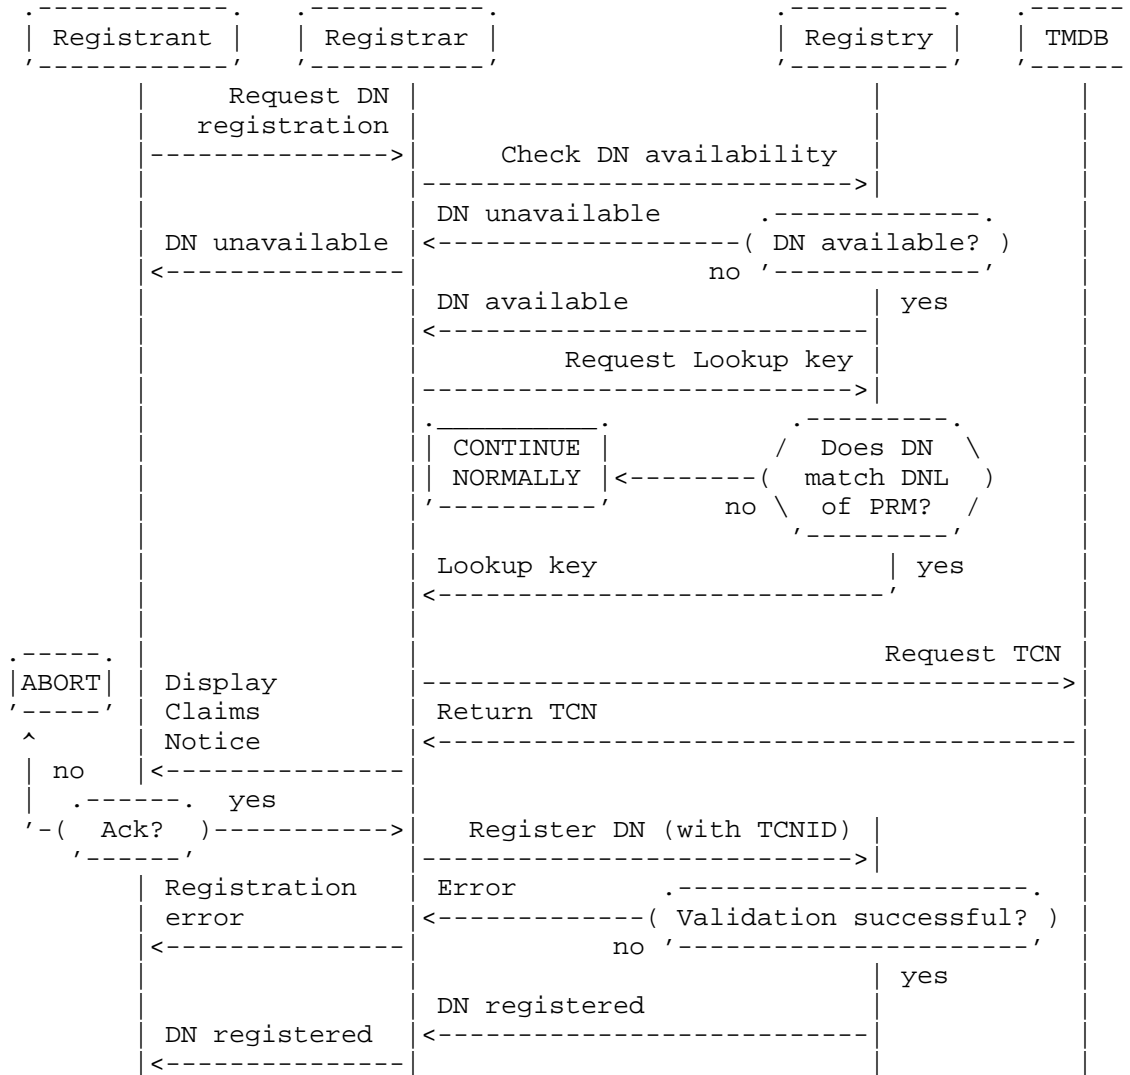 Registrant Registrar Registry TMDB
Request DN
registration
Check DN availability
DN unavailable
DN unavailable DN available?
no
DN available yes
Request Lookup key
CONTINUE Does DN
NORMALLY match DNL
no of PRM?
Lookup key yes
Request TCN
ABORT Display
Claims Return TCN
Notice
no
yes
Ack? Register DN (with TCNID)
Registration Error
error Validation successful?
no
yes
DN registered
DN registered